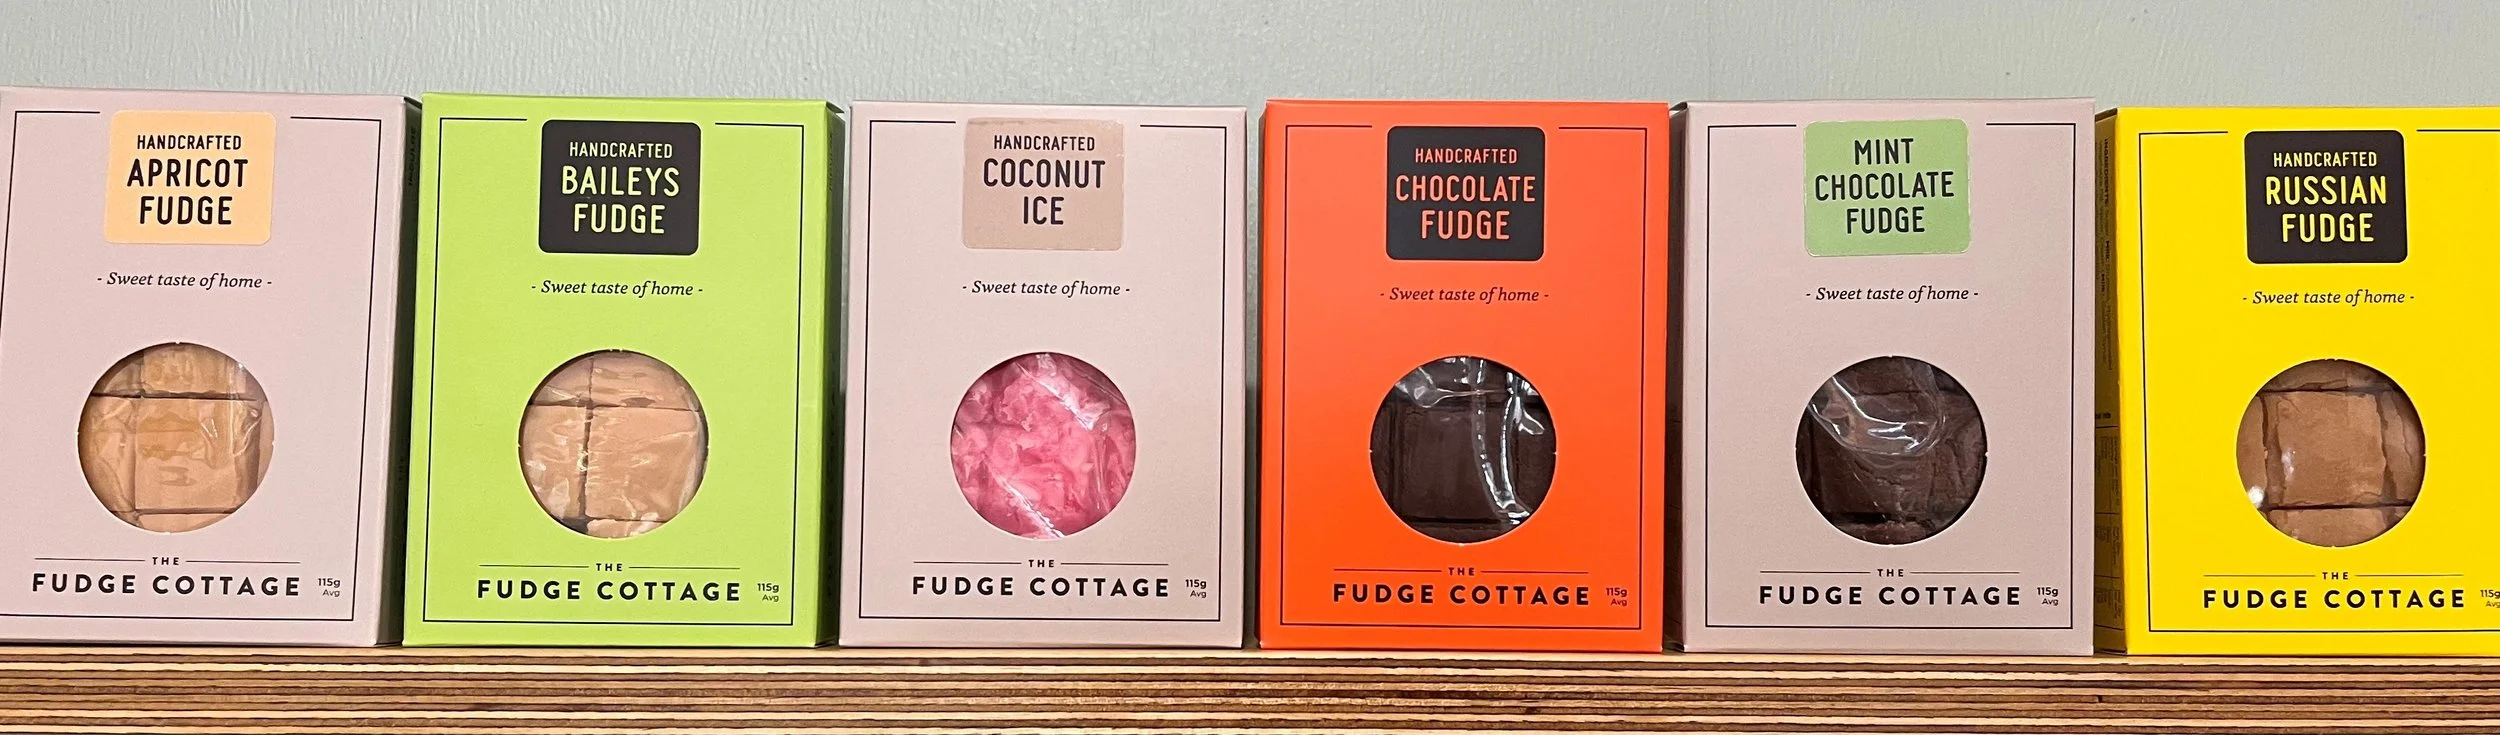 HANDCRAFTED
APRICOT
FUDGE
- Sweet taste of home -
THE
FUDGE COTTAGE
115g
Avg
HANDCRAFTED
BAILEYS
FUDGE
- Sweet taste of home -
THE
FUDGE COTTAGE
115g
Avg
HANDCRAFTED
COCONUT
ICE
- Sweet taste of home -
THE
FUDGE COTTAGE
115g
Avg
HANDCRAFTED
CHOCOLATE
FUDGE
- Sweet taste of home -
THE
FUDGE COTTAGE
115g
Avg
MINT
CHOCOLATE
FUDGE
- Sweet taste of home -
THE
FUDGE COTTAGE
115g
Avg
HANDCRAFTED
RUSSIAN
FUDGE
- Sweet taste of home -
THE
FUDGE COTTAGE
115g
Avg